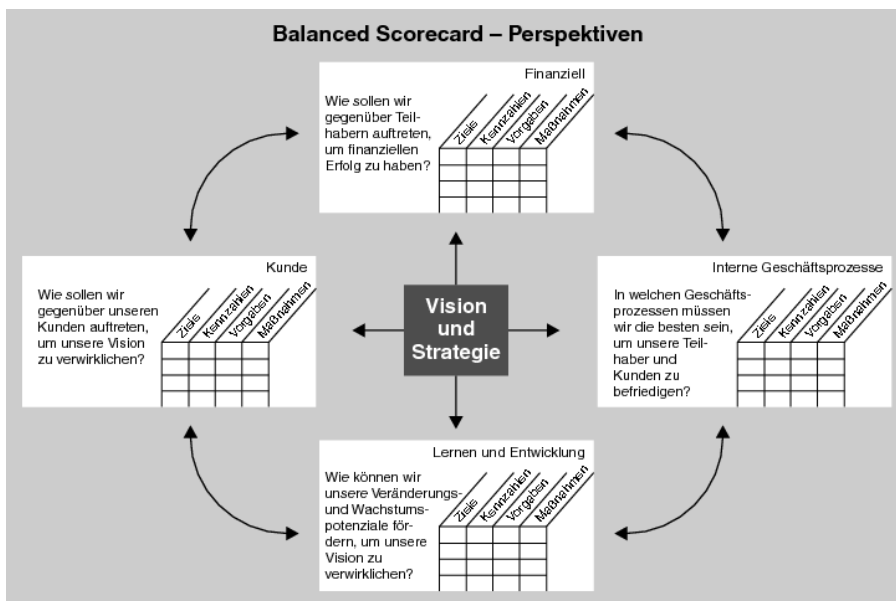 Balanced Scorecard – Perspektiven
Finanziell
Wie sollen wir
gegenüber Teil-
habern auftreten,
um finanziellen
Erfolg zu haben?
Ziele
Kennzahlen
Vorgaben
Maßnahmen
Kunde
Wie sollen wir
gegenüber unseren
Kunden auftreten,
um unsere Vision
zu verwirklichen?
Ziele
Kennzahlen
Vorgaben
Maßnahmen
Vision
und
Strategie
Interne Geschäftsprozesse
In welchen Geschäfts-
prozessen müssen
wir die besten sein,
um unsere Teil-
haber und
Kunden zu
befriedigen?
Ziele
Kennzahlen
Vorgaben
Maßnahmen
Lernen und Entwicklung
Wie können wir
unsere Veränderungs-
und Wachstums-
potenziale för-
dern, um unsere
Vision zu
verwirklichen?
Ziele
Kennzahlen
Vorgaben
Maßnahmen